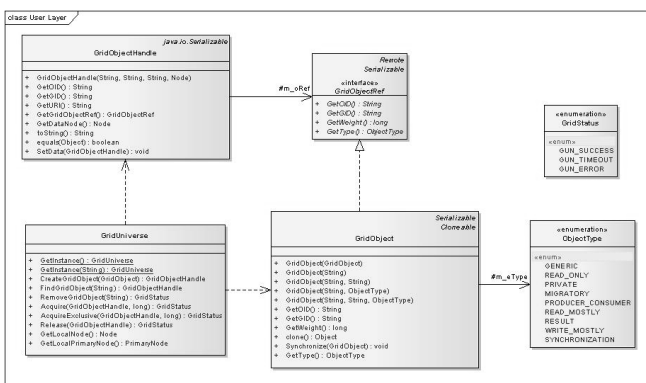 class User Layer
java.io.Serializable
GridObjectHandle
+ GridObjectHandle(String, String, String, Node)
+ GetOID() : String
+ GetGID() : String
+ GetURI() : String
+ GetGridObjectRef() : GridObjectRef
+ GetDataNode() : Node
+ toString() : String
+ equals(Object) : boolean
+ SetData(GridObjectHandle) : void
#m_oRef
Remote
Serializable
«interface»
GridObjectRef
+ GetOID() : String
+ GetGID() : String
+ GetWeight() : long
+ GetType() : ObjectType
«enumeration»
GridStatus
«enum»
GUN_SUCCESS
GUN_TIMEOUT
GUN_ERROR
GridUniverse
+ GetInstance() : GridUniverse
+ GetInstance(String) : GridUniverse
+ CreateGridObject(GridObject) : GridObjectHandle
+ FindGridObject(String) : GridObjectHandle
+ RemoveGridObject(String) : GridStatus
+ Acquire(GridObjectHandle, long) : GridStatus
+ AcquireExclusive(GridObjectHandle, long) : GridStatus
+ Release(GridObjectHandle) : GridStatus
+ GetLocalNode() : Node
+ GetLocalPrimaryNode() : PrimaryNode
Serializable
Cloneable
GridObject
+ GridObject(GridObject)
+ GridObject(String)
+ GridObject(String, String)
+ GridObject(String, ObjectType)
+ GridObject(String, String, ObjectType)
+ GetOID() : String
+ GetGID() : String
+ GetWeight() : long
+ clone() : Object
+ Synchronize(GridObject) : void
+ GetType() : ObjectType
#m_eType
«enumeration»
ObjectType
«enum»
GENERIC
READ_ONLY
PRIVATE
MIGRATORY
PRODUCER_CONSUMER
READ_MOSTLY
RESULT
WRITE_MOSTLY
SYNCHRONIZATION